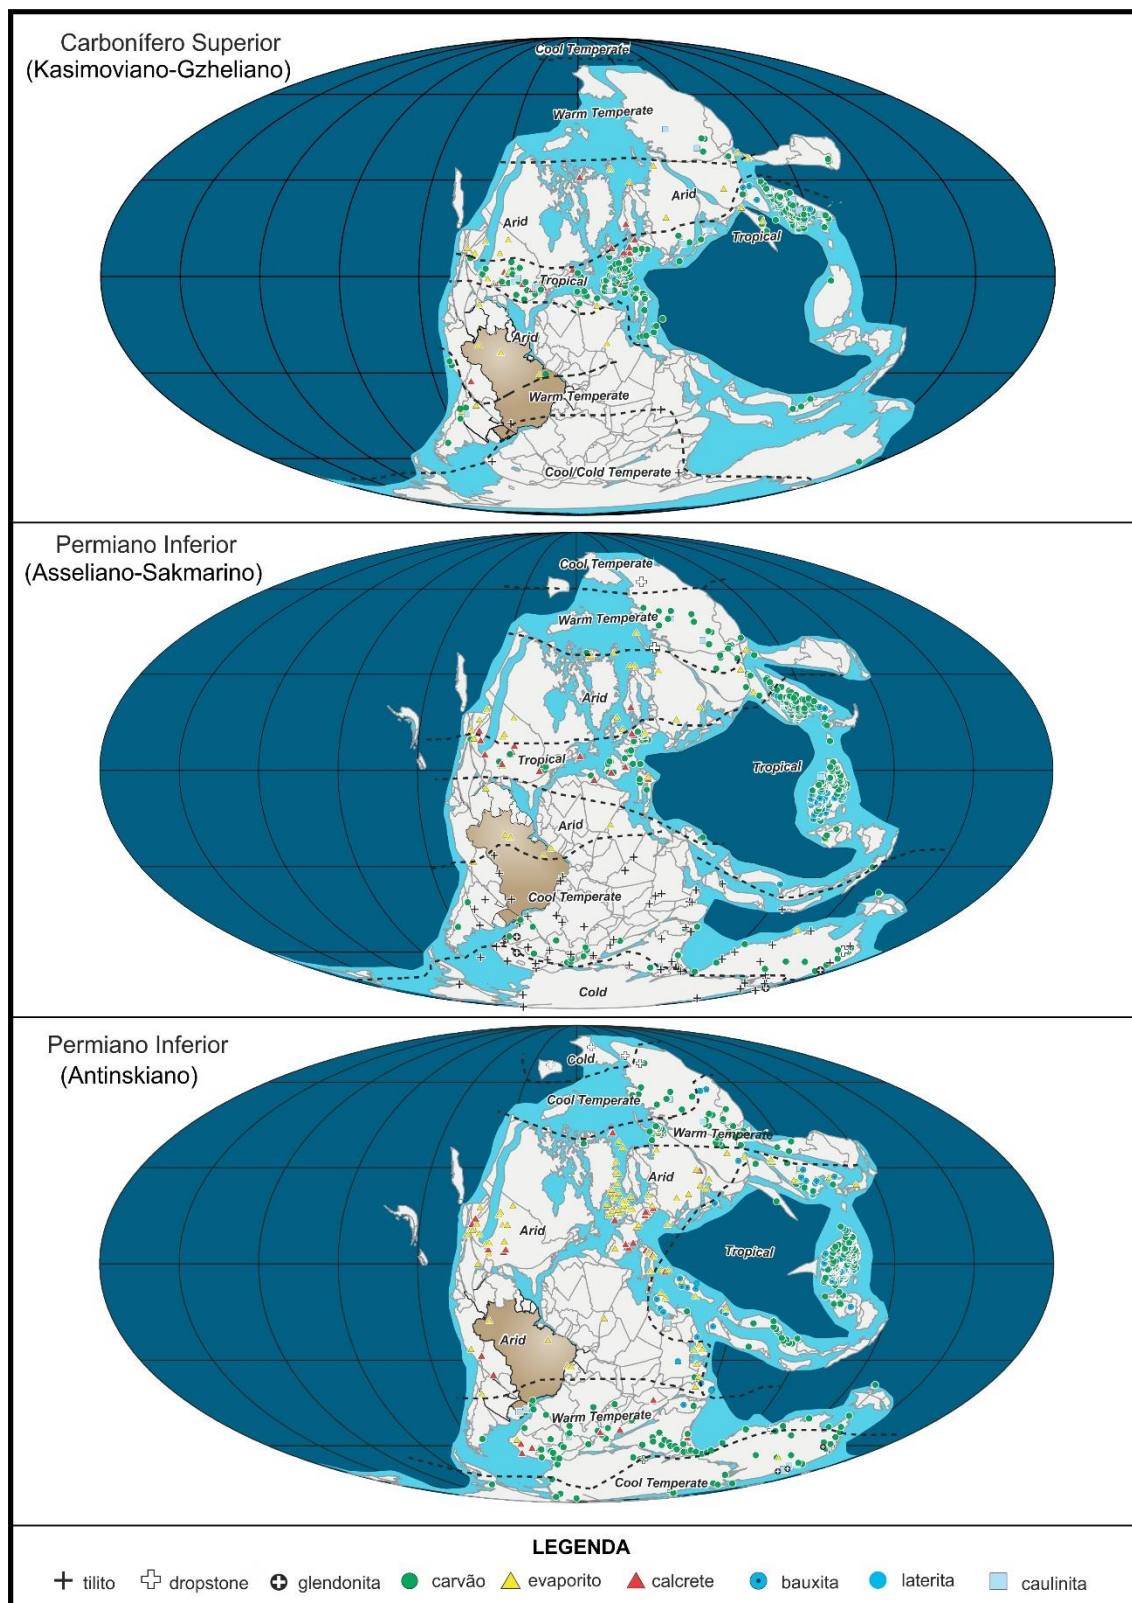 Carbonífero Superior
(Kasimoviano-Gzheliano)
Cool Temperate
Warm Temperate
Arid
Arid
Tropical
Tropical
Arid
Warm Temperate
Cool/Cold Temperate
Permiano Inferior
(Asseliano-Sakmarino)
Cool Temperate
Warm Temperate
Arid
Tropical
Tropical
Arid
Cool Temperate
Cold
Permiano Inferior
(Antinskiano)
Cold
Cool Temperate
Warm Temperate
Arid
Arid
Tropical
Arid
Warm Temperate
Cool Temperate
LEGENDA
tilito dropstone glendonita carvão evaporito calcrete bauxita laterita caulinita